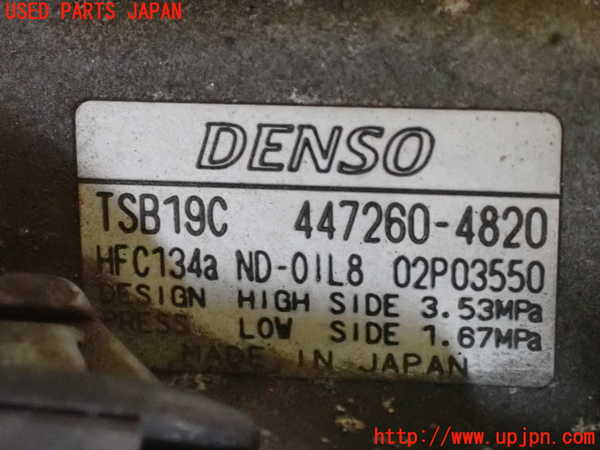 USED PARTS JAPAN
DENSO
TSB19C 447260-4820
HFC134a ND-OIL8 02P03550
DESIGN HIGH SIDE 3.53MPa
PRESS LOW SIDE 1.67MPa
MADE IN JAPAN
http://www.upjpn.com/